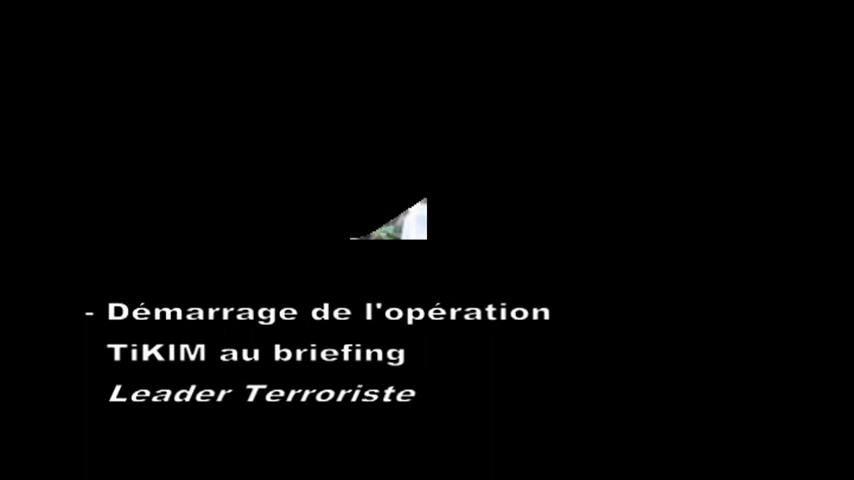 - Démarrage de l'opération
TiKIM au briefing
Leader Terroriste